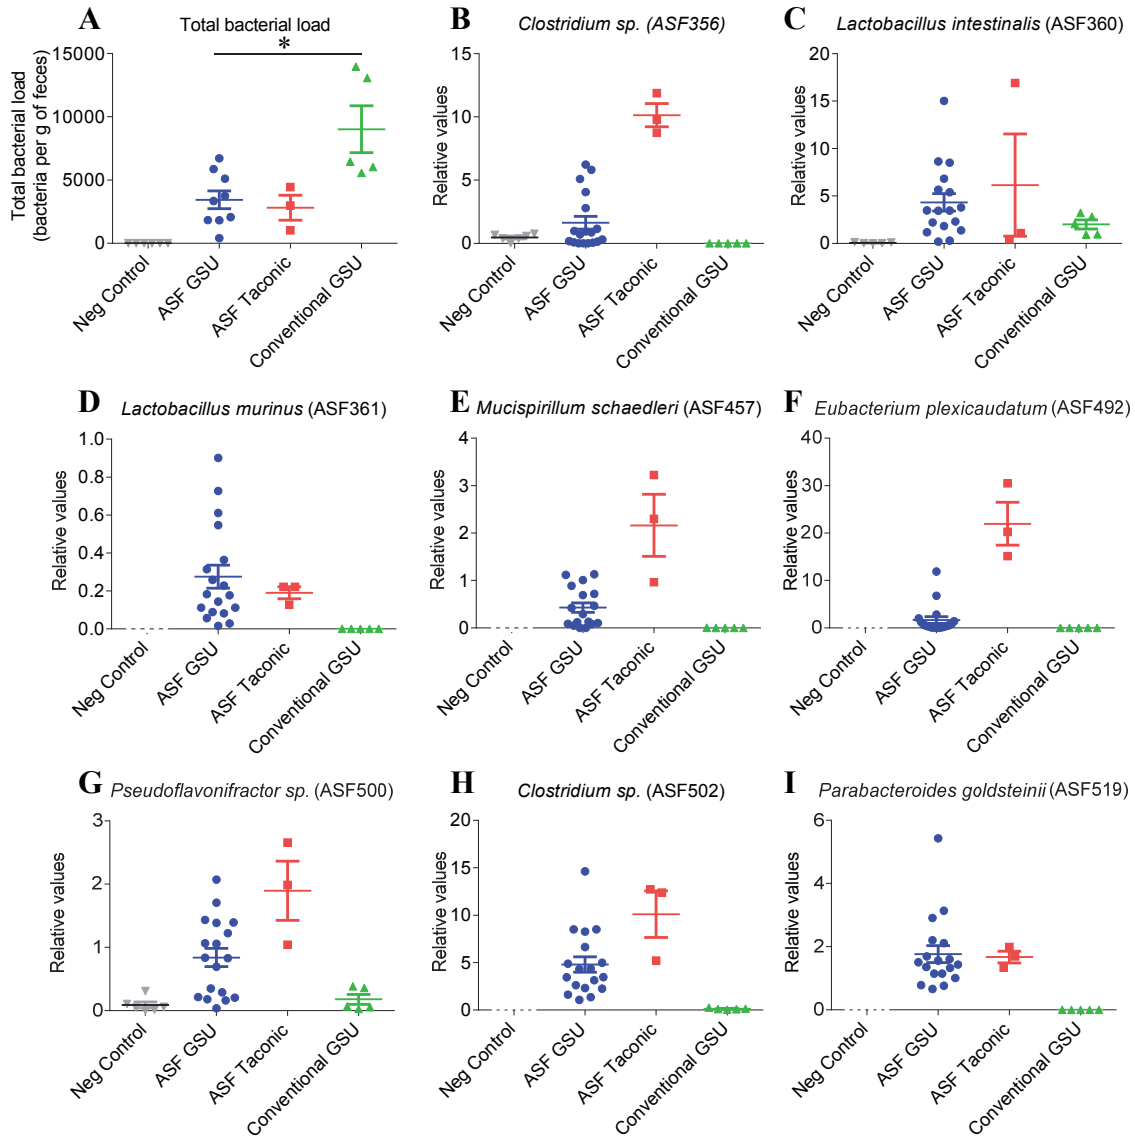 A
Total bacterial load
*
Total bacterial load
(bacteria per g of feces)
15000
10000
5000
0
Neg Control
ASF GSU
ASF Taconic
Conventional GSU
B
Clostridium sp. (ASF356)
Relative values
15
10
5
0
Neg Control
ASF GSU
ASF Taconic
Conventional GSU
C
Lactobacillus intestinalis (ASF360)
Relative values
20
15
10
5
0
Neg Control
ASF GSU
ASF Taconic
Conventional GSU
D
Lactobacillus murinus (ASF361)
Relative values
1.0
0.8
0.6
0.4
0.2
0.0
Neg Control
ASF GSU
ASF Taconic
Conventional GSU
E
Mucispirillum schaedleri (ASF457)
Relative values
4
3
2
1
0
Neg Control
ASF GSU
ASF Taconic
Conventional GSU
F
Eubacterium plexicaudatum (ASF492)
Relative values
40
30
20
10
0
Neg Control
ASF GSU
ASF Taconic
Conventional GSU
G
Pseudoflavonifractor sp. (ASF500)
Relative values
3
2
1
0
Neg Control
ASF GSU
ASF Taconic
Conventional GSU
H
Clostridium sp. (ASF502)
Relative values
20
15
10
5
0
Neg Control
ASF GSU
ASF Taconic
Conventional GSU
I
Parabacteroides goldsteinii (ASF519)
Relative values
6
4
2
0
Neg Control
ASF GSU
ASF Taconic
Conventional GSU